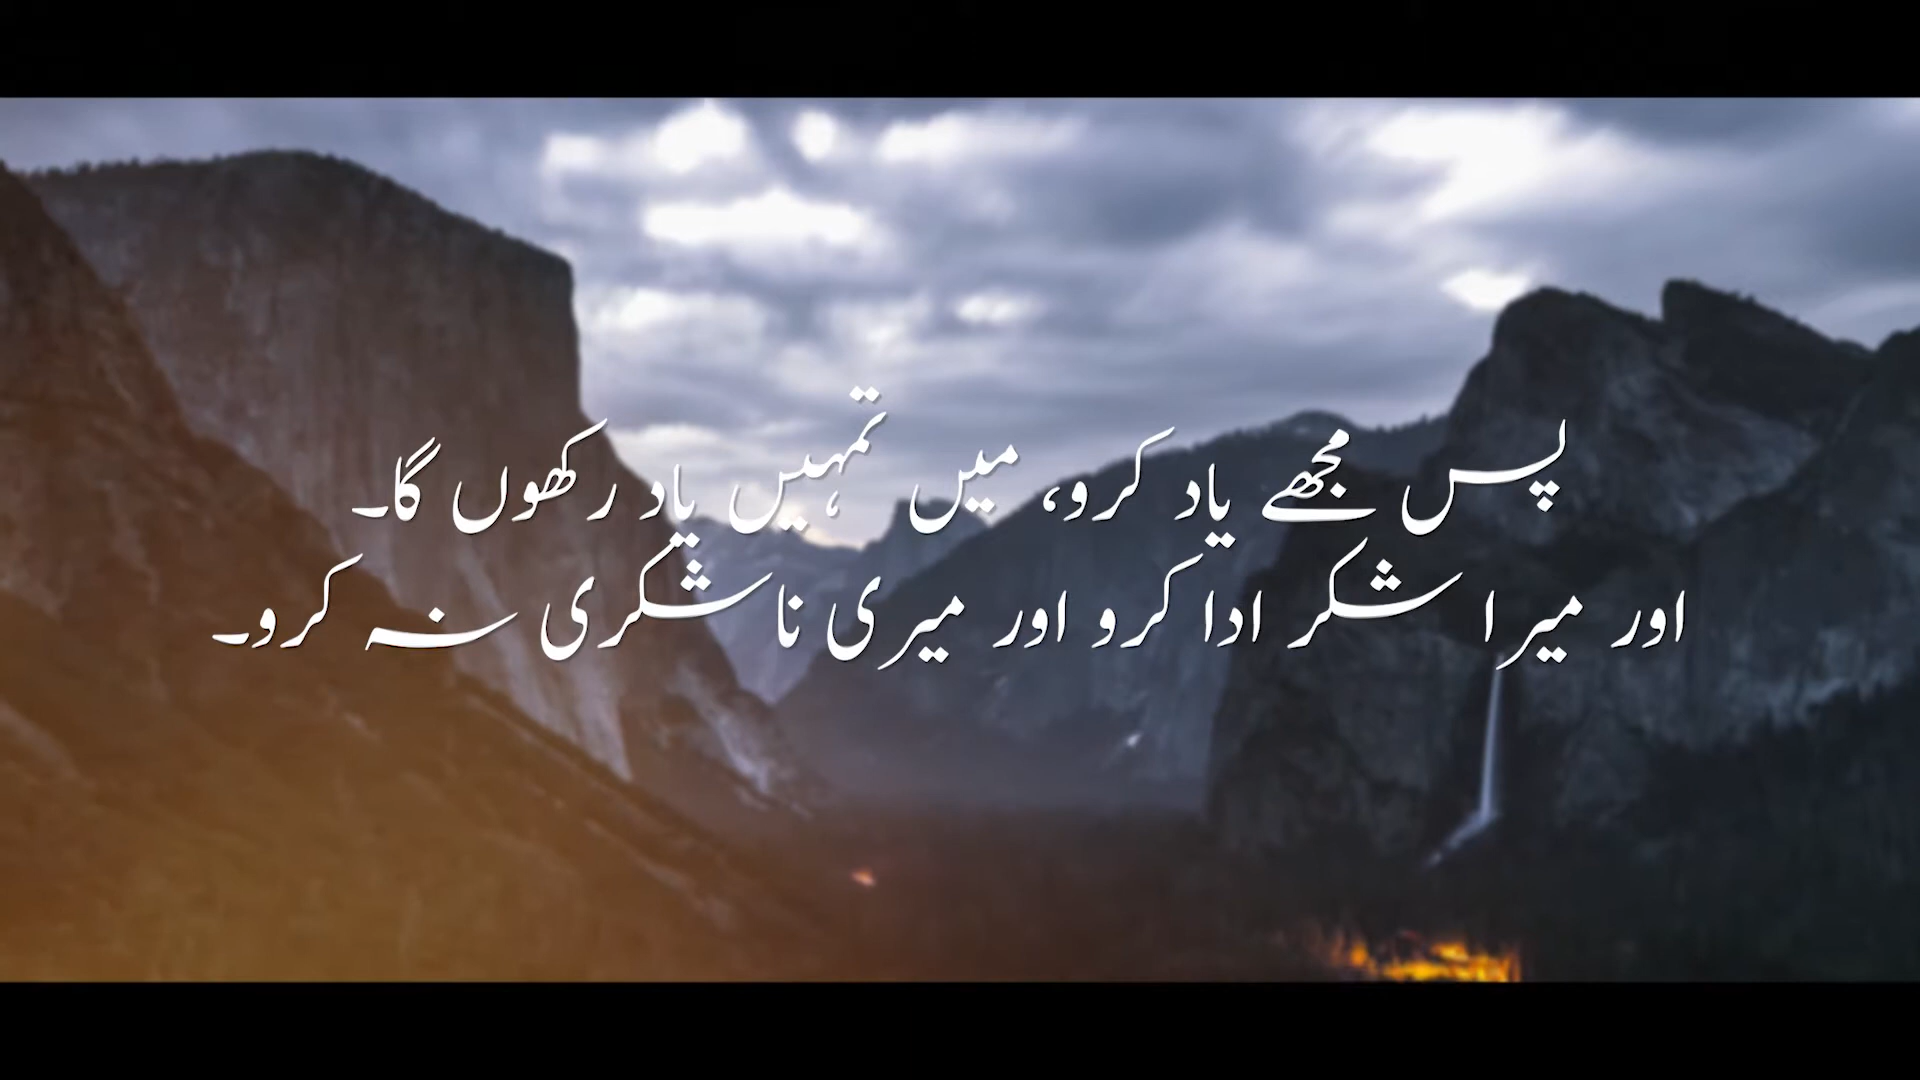 پس مجھے یاد کرو، میں تمہیں یاد رکھوں گا۔
اور میرا شکر ادا کرو اور میری ناشکری نہ کرو۔